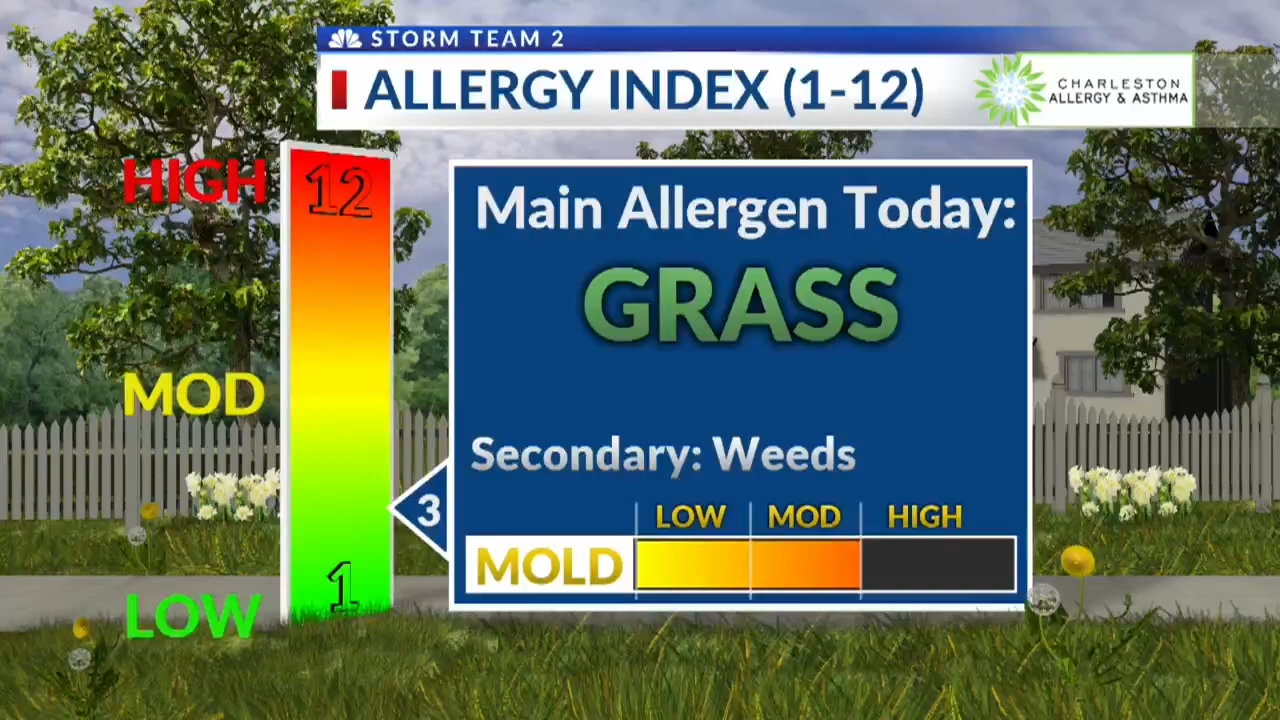 STORM TEAM 2
ALLERGY INDEX (1-12)
CHARLESTON
ALLERGY & ASTHMA
HIGH
12
MOD
3
1
LOW
Main Allergen Today:
GRASS
Secondary: Weeds
LOW MOD HIGH
MOLD